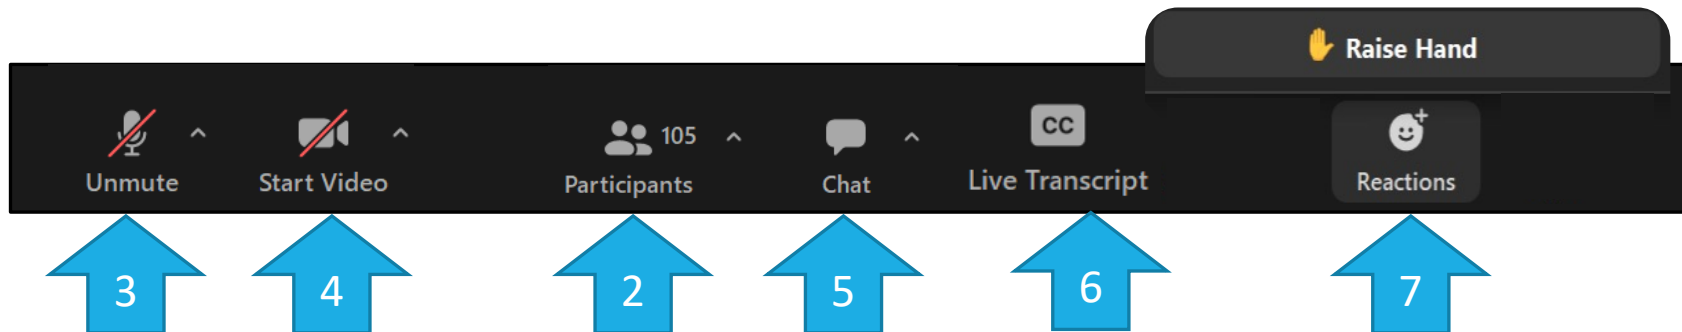 Raise Hand
105
CC
Unmute
Start Video
Participants
Chat
Live Transcript
Reactions
3
4
2
5
6
7